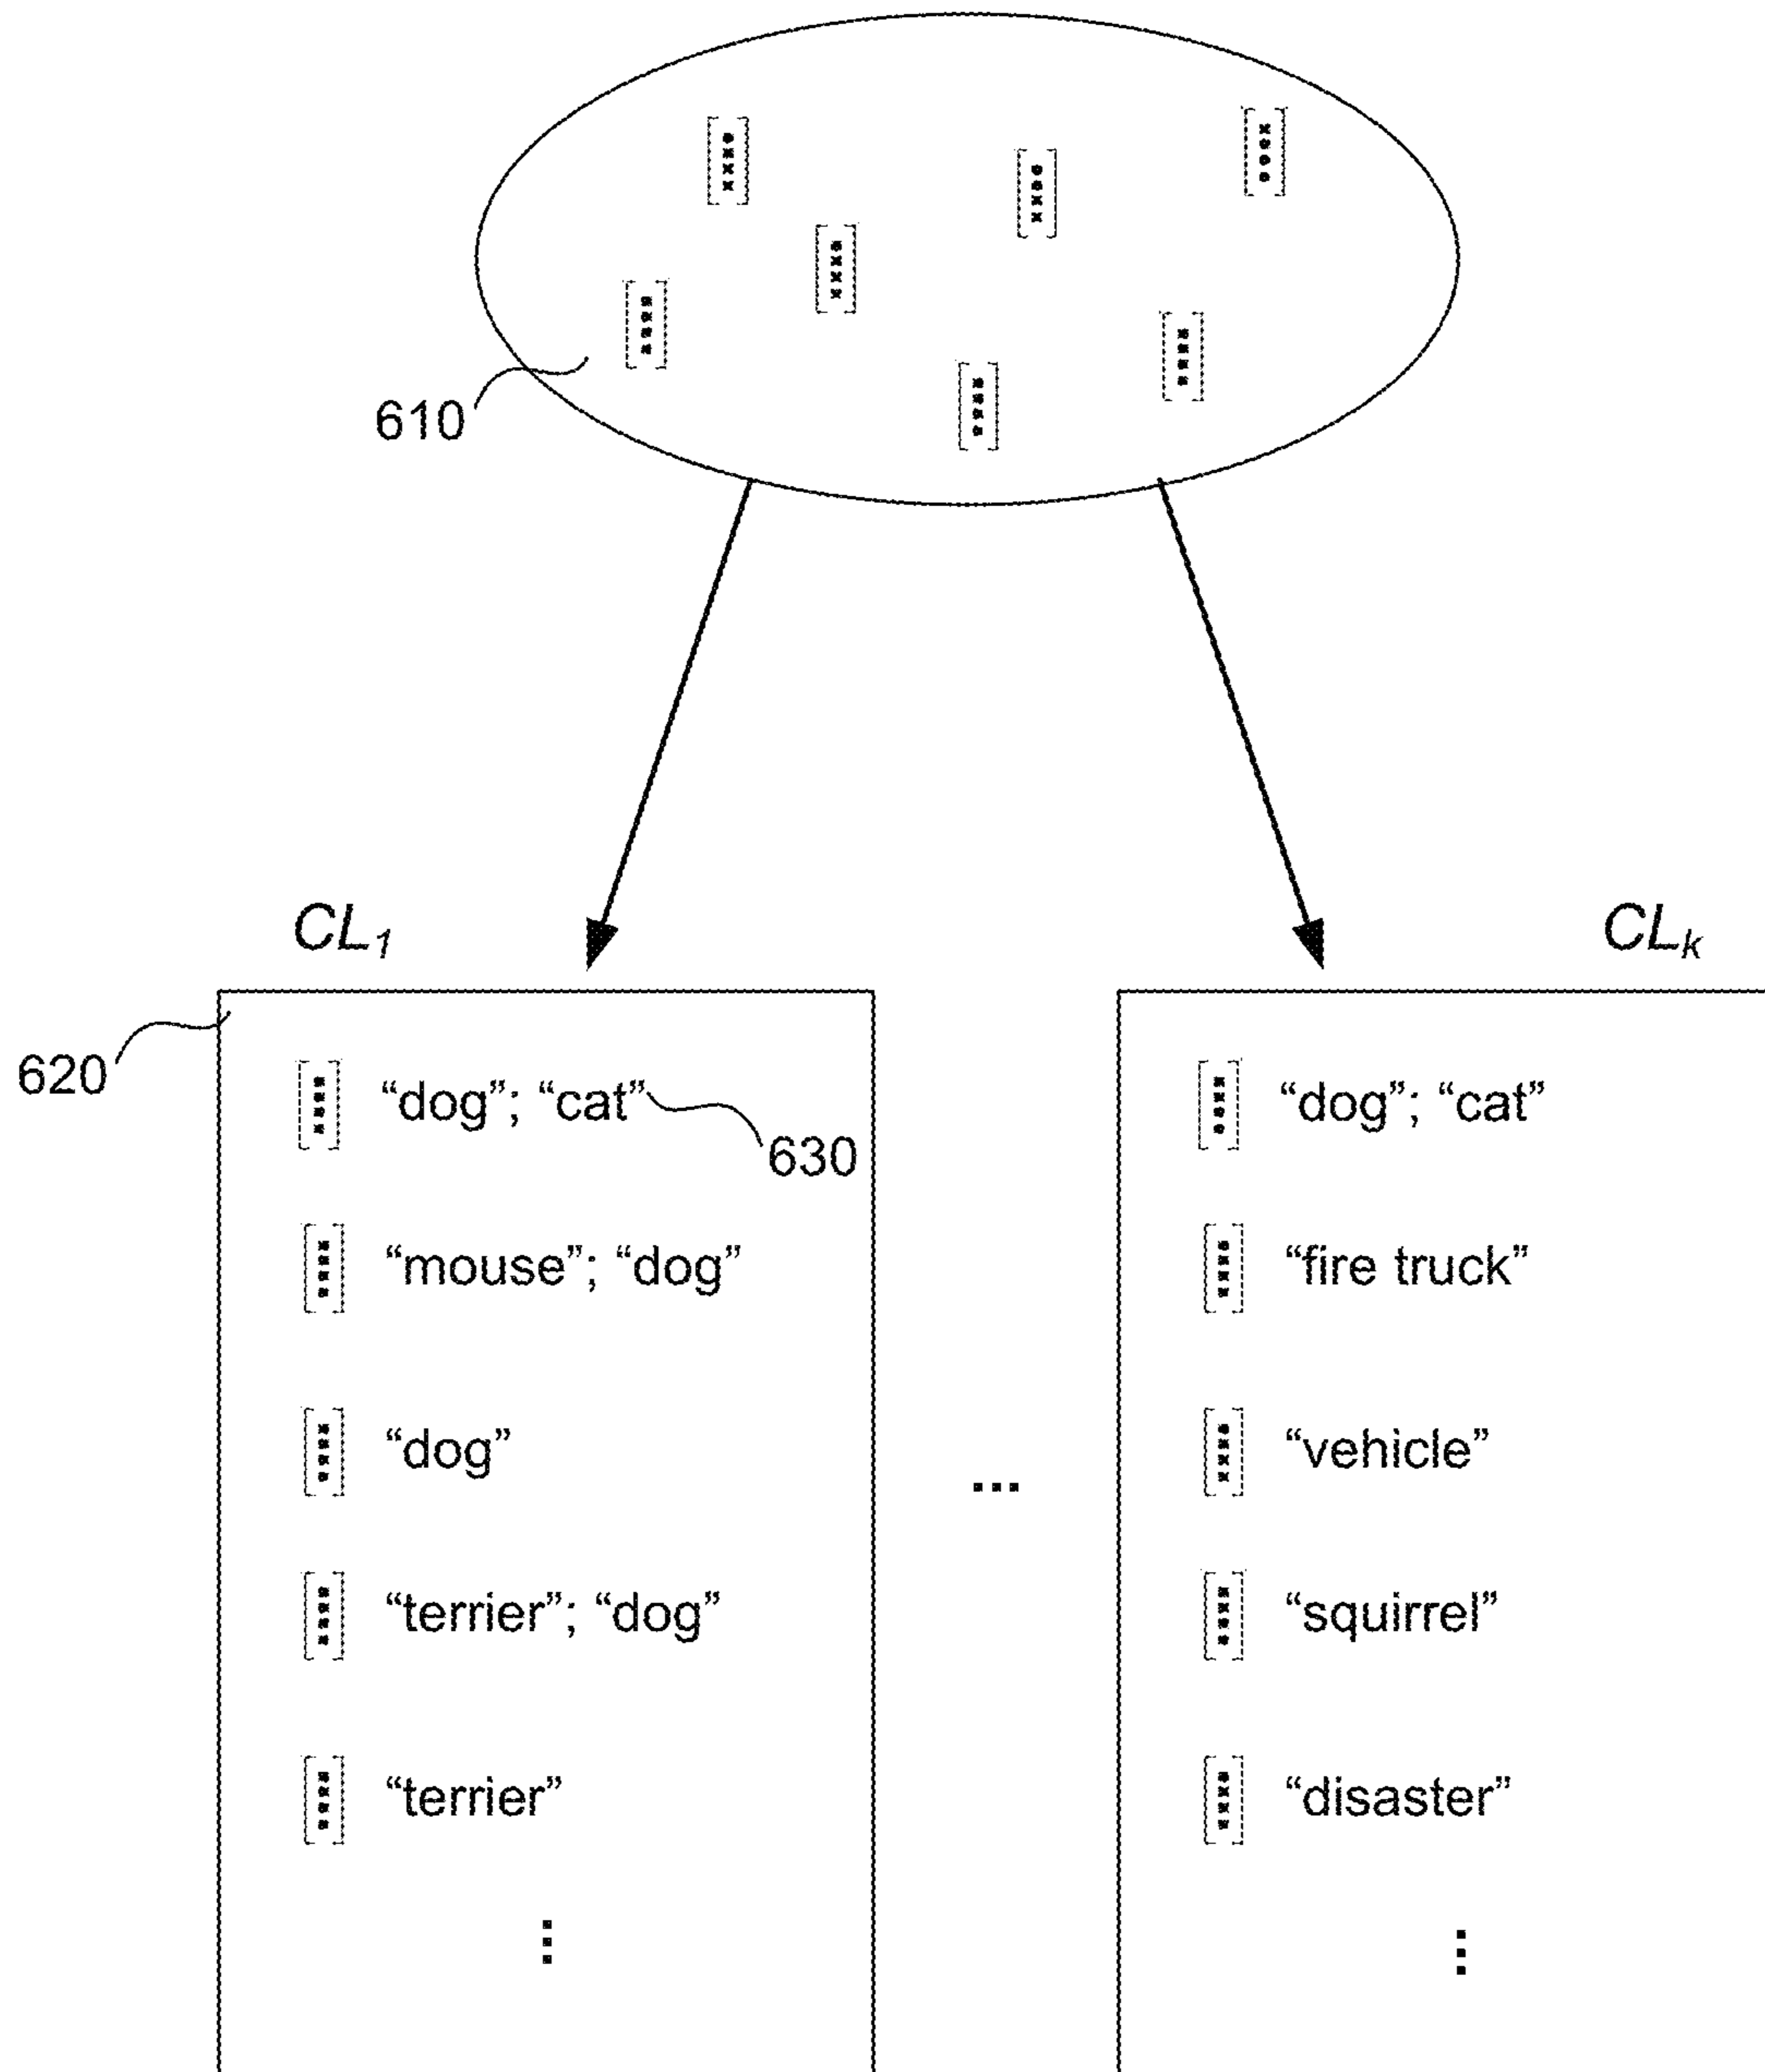 610
CL1 CLk
620
“dog”; “cat” “dog”; “cat”
630
“mouse”; “dog” “fire truck”
“dog” “vehicle”
...
“terrier”; “dog” “squirrel”
“terrier” “disaster”